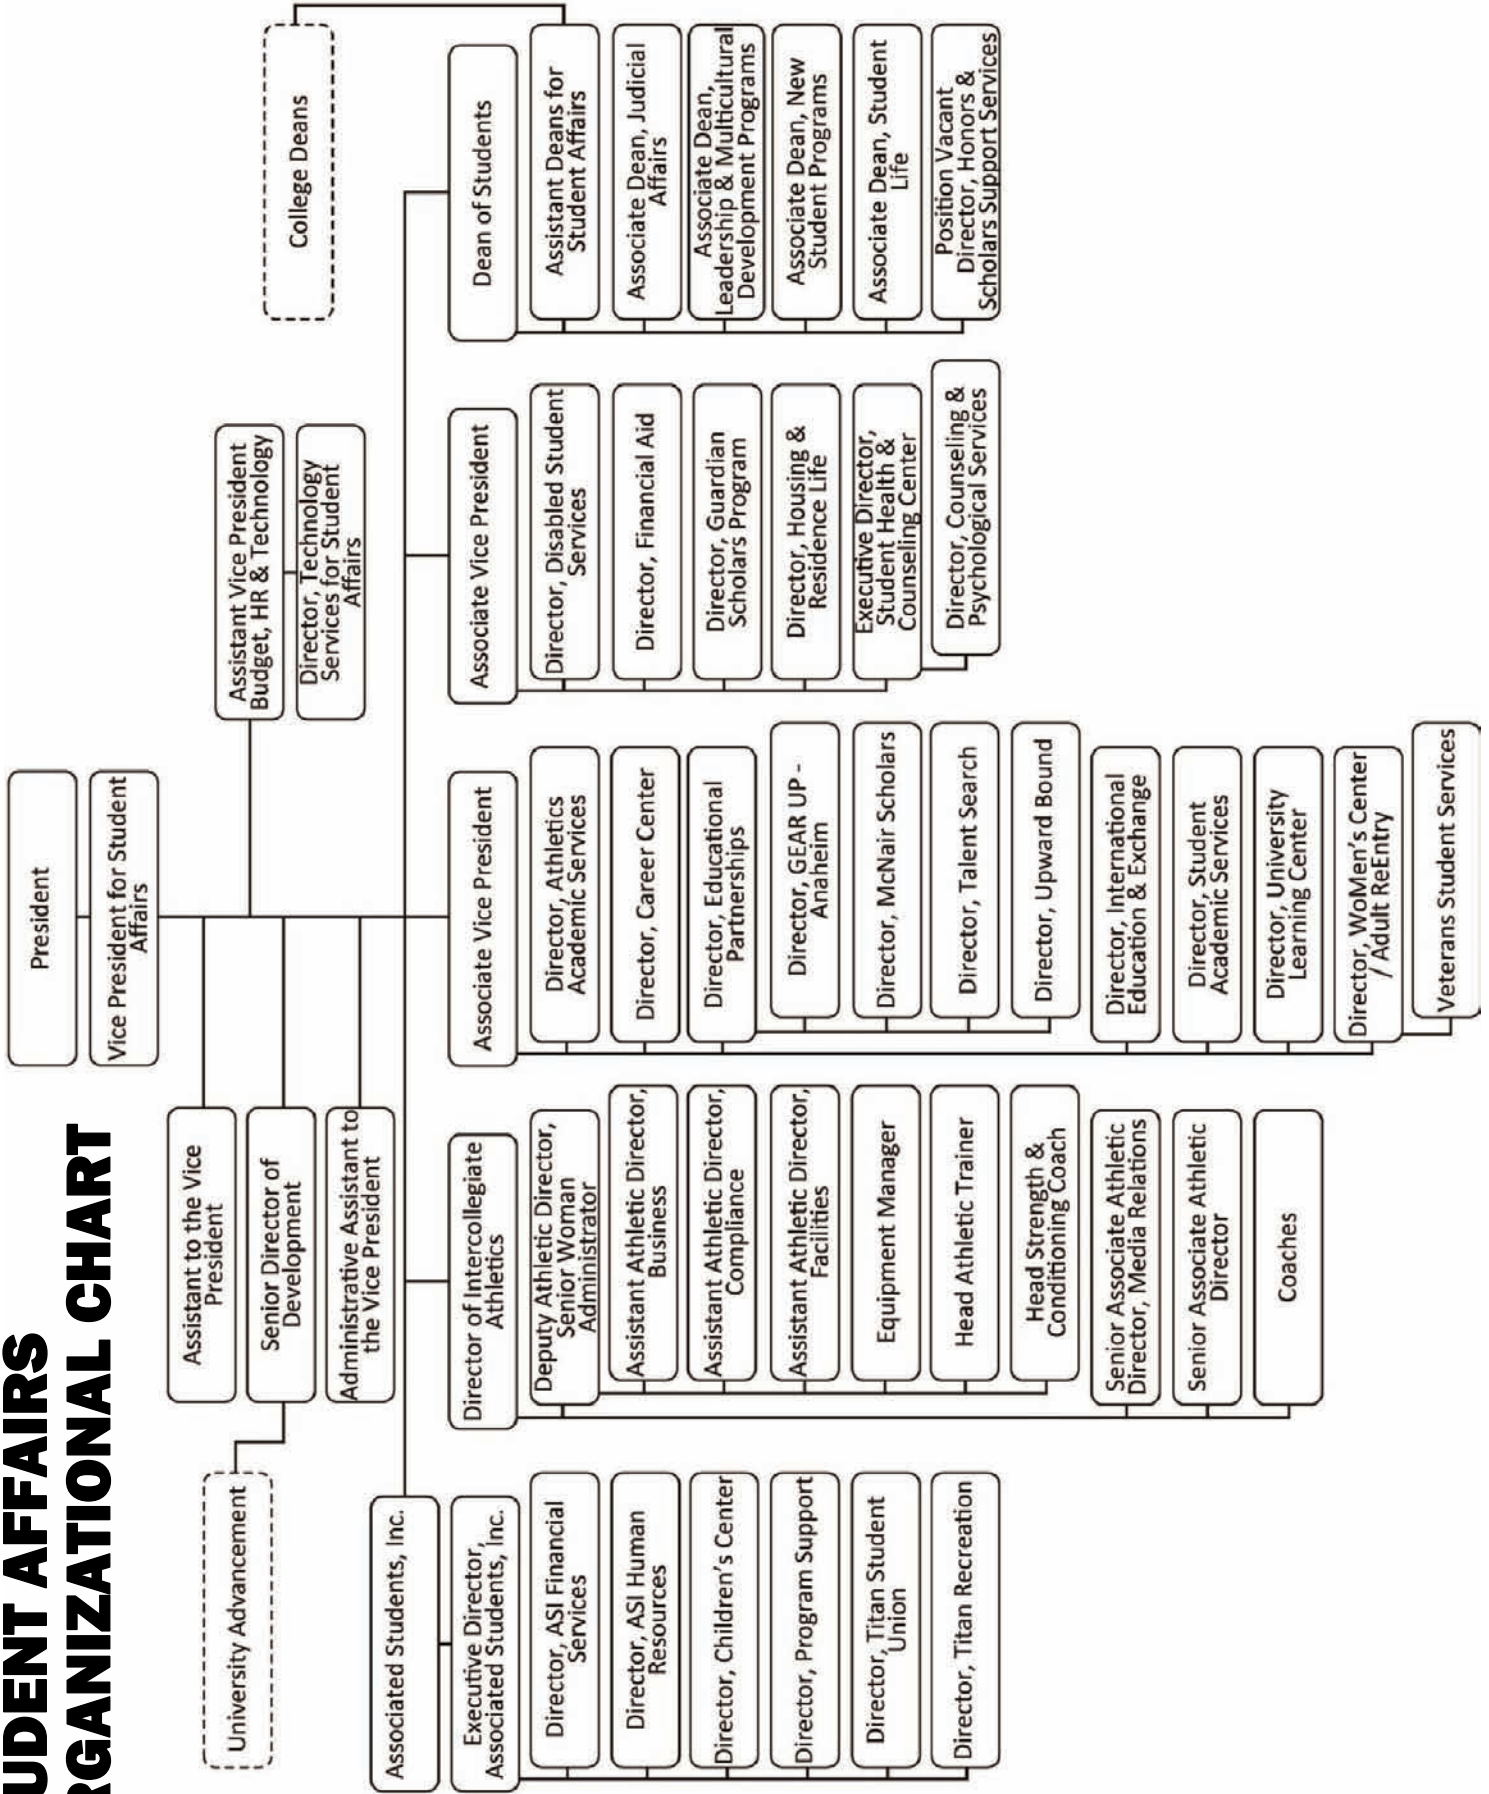 UDENT AFFAIRS
RGANIZATIONAL CHART
President
Vice President for Student
Affairs
Assistant to the Vice
President
Senior Director of
Development
Administrative Assistant to
the Vice President
University Advancement
Assistant Vice President
Budget, HR & Technology
Director, Technology
Services for Student
Affairs
College Deans
Associated Students, Inc.
Executive Director,
Associated Students, Inc.
Director, ASI Financial
Services
Director, ASI Human
Resources
Director, Children's Center
Director, Program Support
Director, Titan Student
Union
Director, Titan Recreation
Director of Intercollegiate
Athletics
Deputy Athletic Director,
Senior Woman
Administrator
Assistant Athletic Director,
Business
Assistant Athletic Director,
Compliance
Assistant Athletic Director,
Facilities
Equipment Manager
Head Athletic Trainer
Head Strength &
Conditioning Coach
Senior Associate Athletic
Director, Media Relations
Senior Associate Athletic
Director
Coaches
Associate Vice President
Director, Athletics
Academic Services
Director, Career Center
Director, Educational
Partnerships
Director, GEAR UP -
Anaheim
Director, McNair Scholars
Director, Talent Search
Director, Upward Bound
Director, International
Education & Exchange
Director, Student
Academic Services
Director, University
Learning Center
Director, WoMen's Center
/ Adult ReEntry
Veterans Student Services
Associate Vice President
Director, Disabled Student
Services
Director, Financial Aid
Director, Guardian
Scholars Program
Director, Housing &
Residence Life
Executive Director,
Student Health &
Counseling Center
Director, Counseling &
Psychological Services
Dean of Students
Assistant Deans for
Student Affairs
Associate Dean, Judicial
Affairs
Associate Dean,
Leadership & Multicultural
Development Programs
Associate Dean, New
Student Programs
Associate Dean, Student
Life
Position Vacant
Director, Honors &
Scholars Support Services